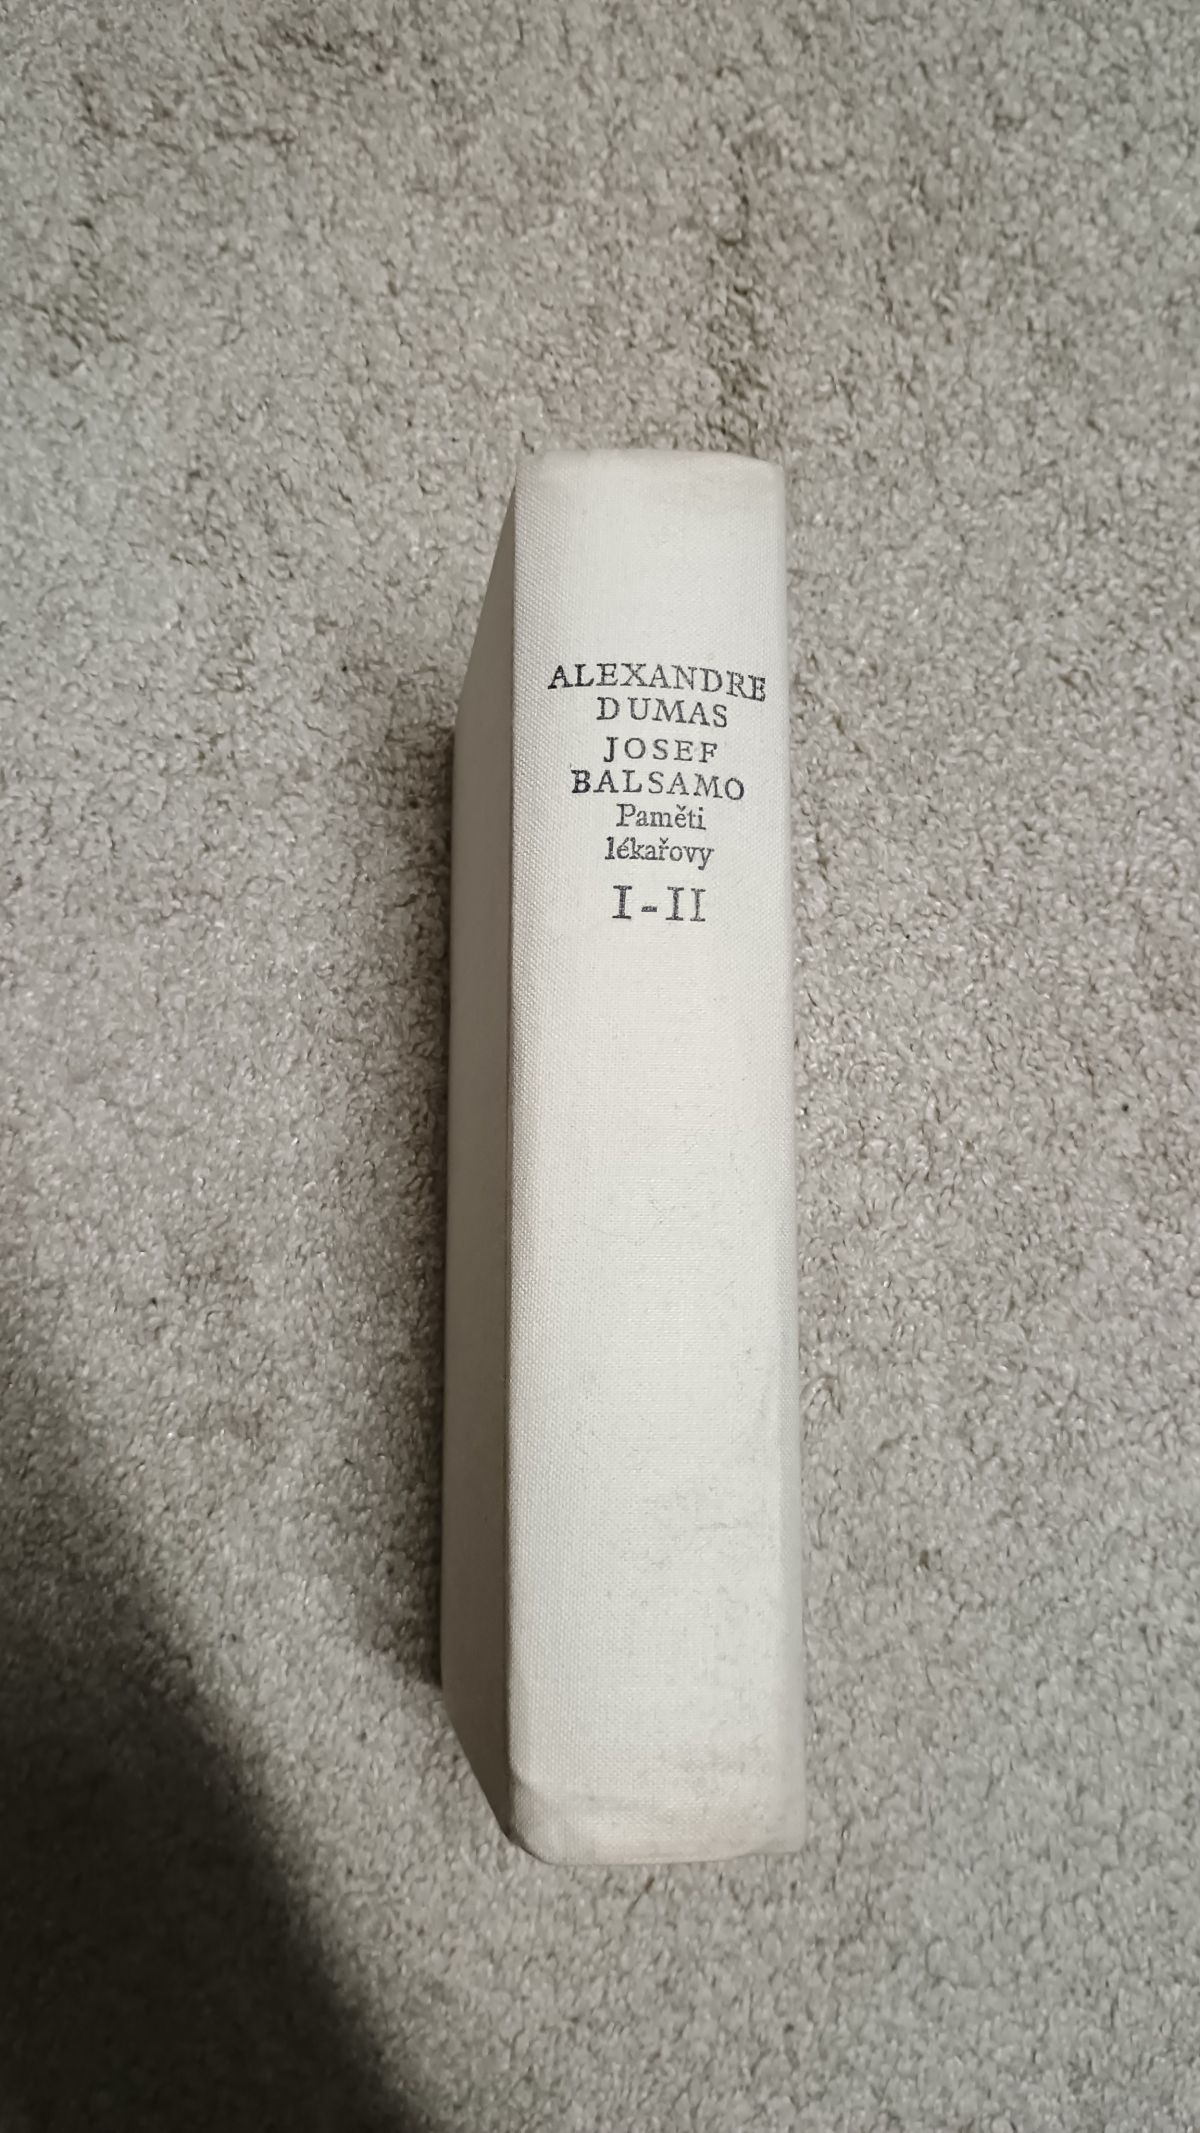 ALEXANDRE
DUMAS
JOSEF
BALSAMO
Paměti
lékařovy
I-II